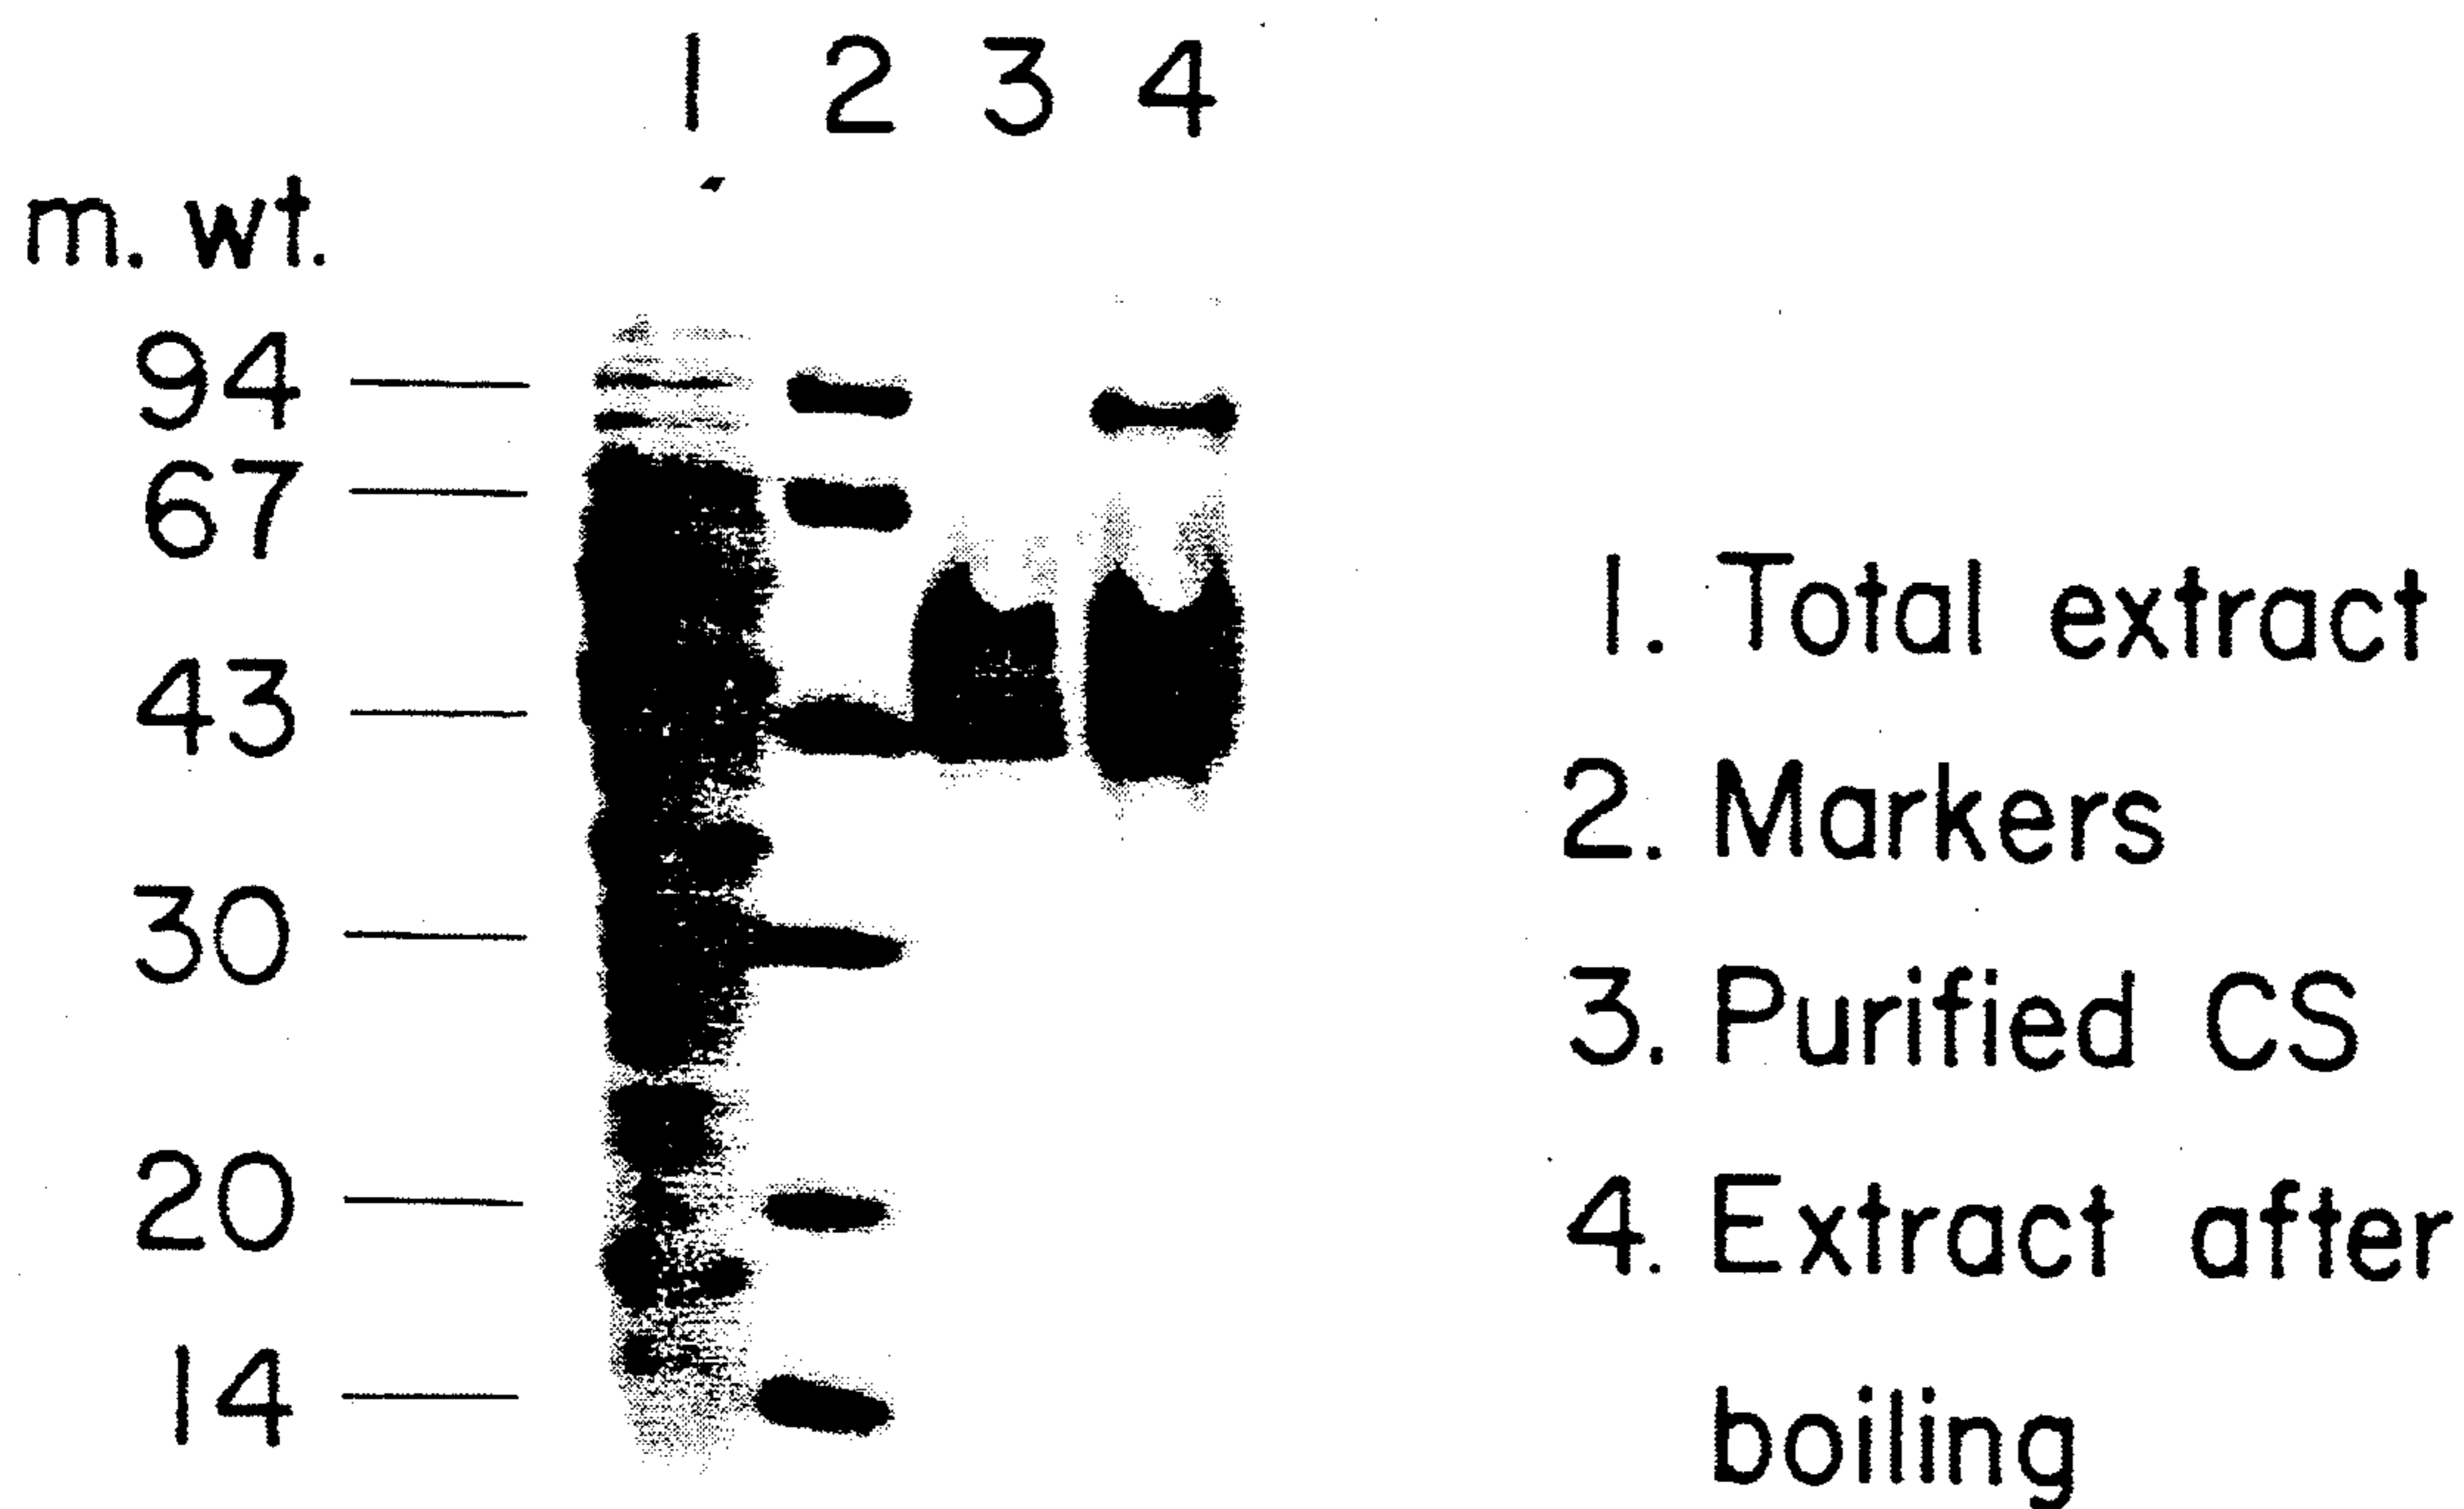 1 2 3 4
m. wt.
94
67
43
30
20
14
1. Total extract
2. Markers
3. Purified CS
4. Extract after
boiling